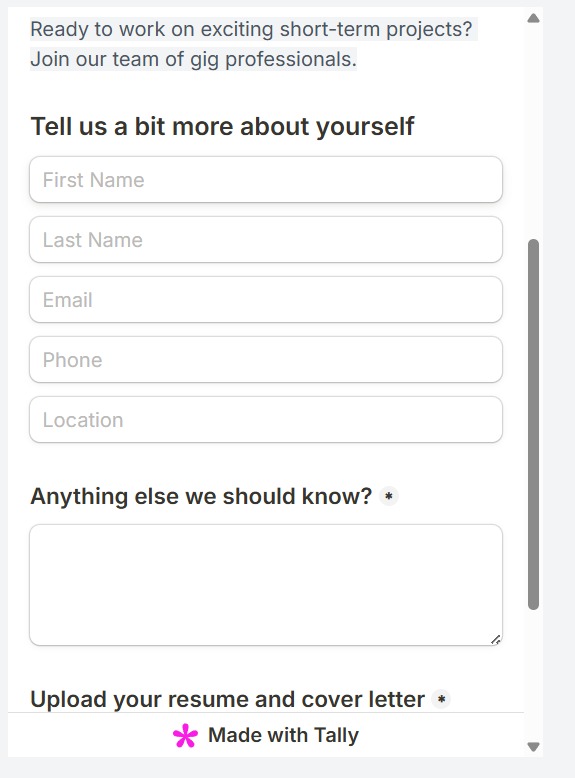 Ready to work on exciting short-term projects?
Join our team of gig professionals.
Tell us a bit more about yourself
First Name
Last Name
Email
Phone
Location
Anything else we should know? *
Upload your resume and cover letter *
Made with Tally